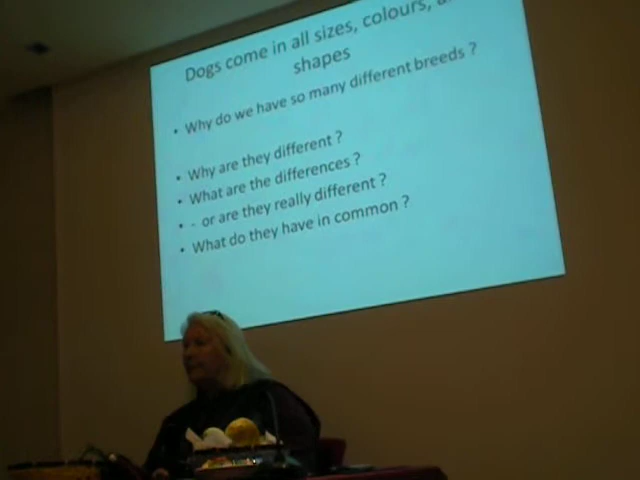 Dogs come in all sizes, colours,
shapes
• Why do we have so many different breeds ?
• Why are they different ?
• What are the differences ?
• - or are they really different ?
• What do they have in common ?